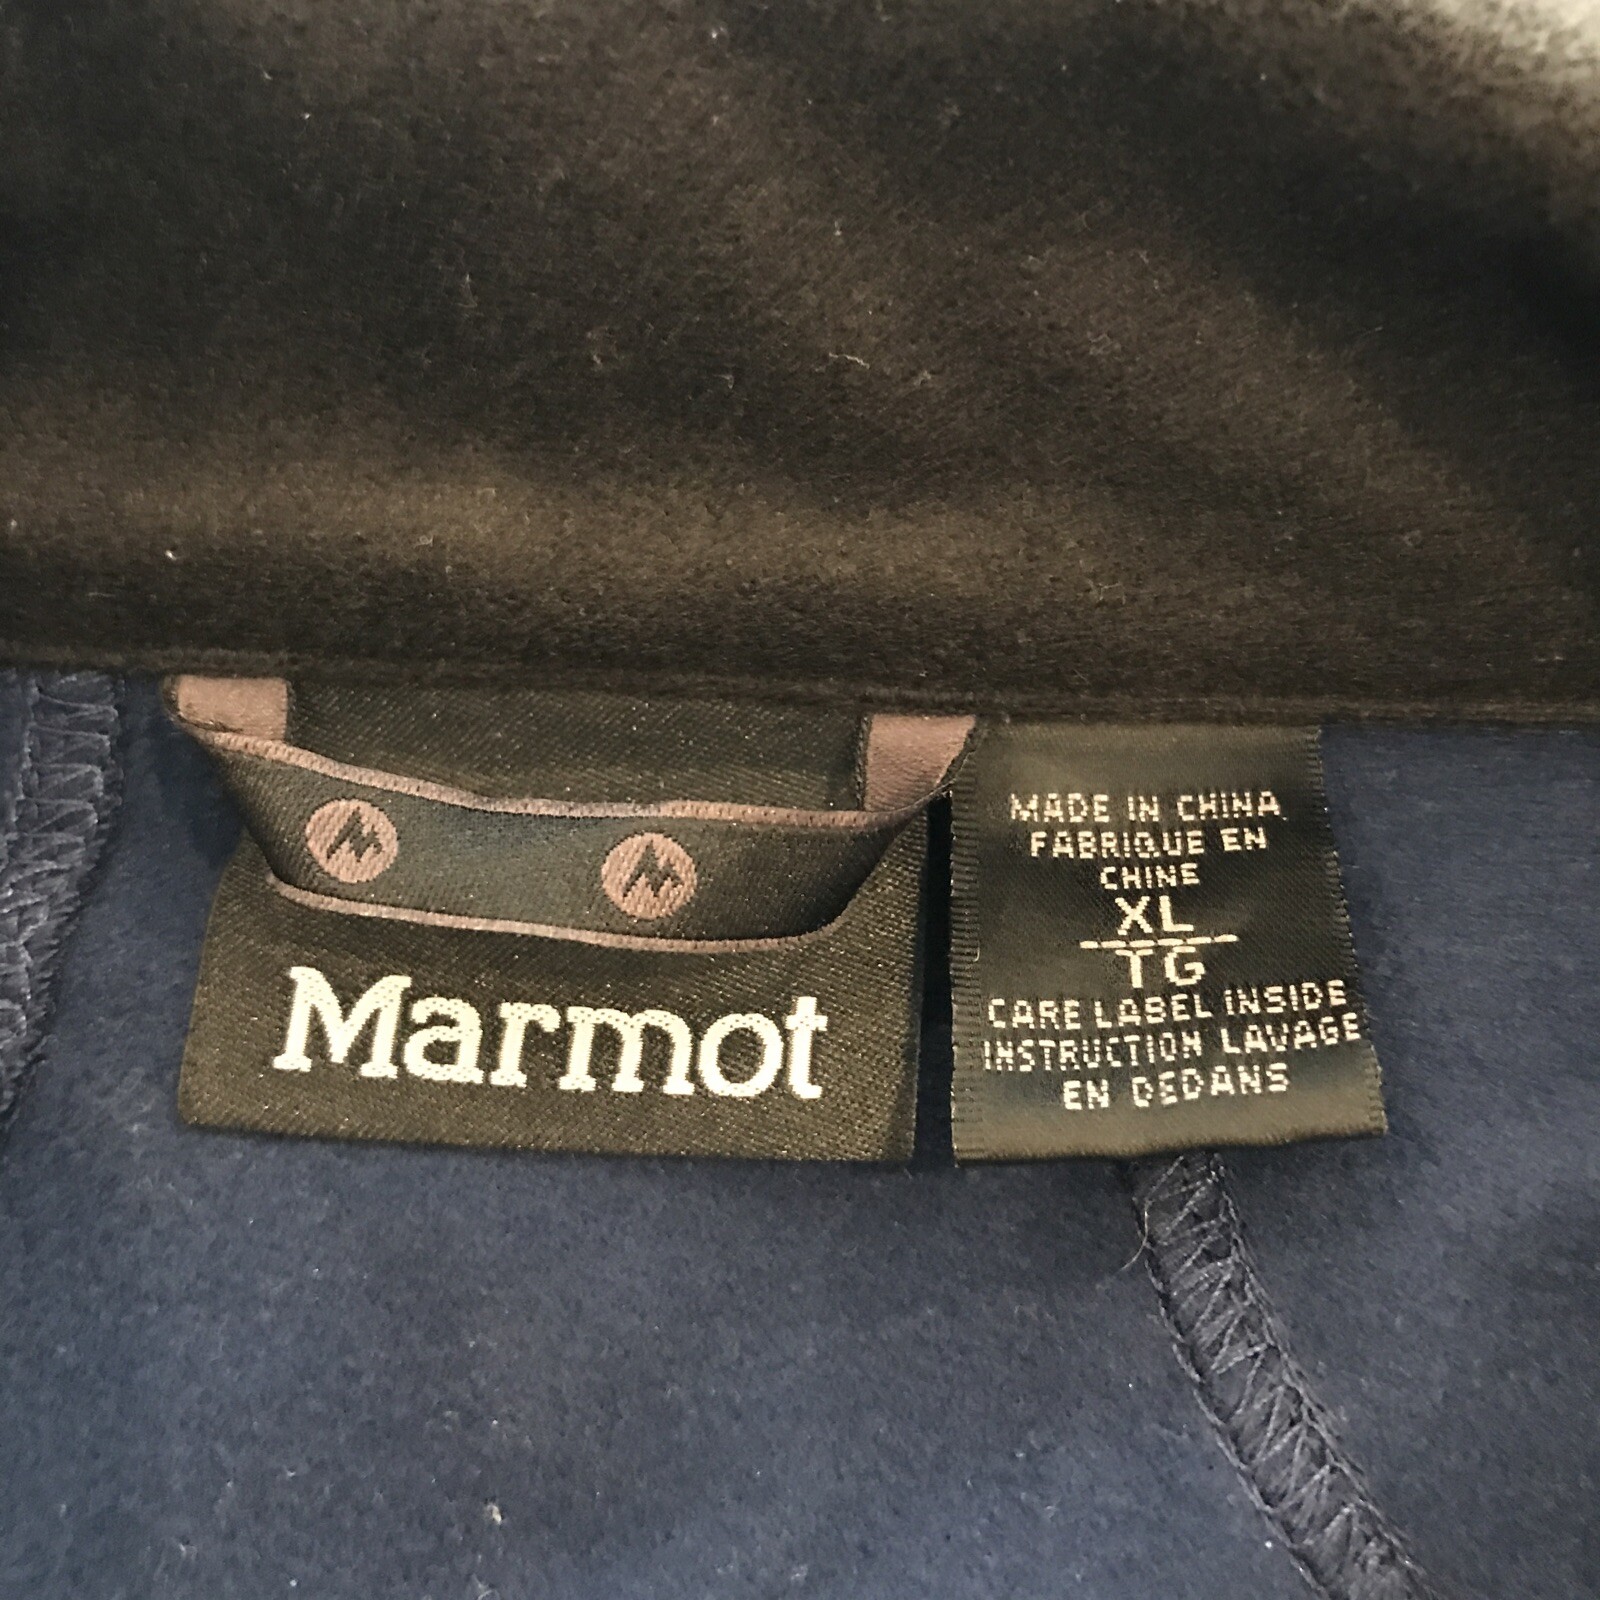 Marmot
MADE IN CHINA
FABRIQUE EN
CHINE
XL
TG
CARE LABEL INSIDE
INSTRUCTION LAVAGE
EN DEDANS